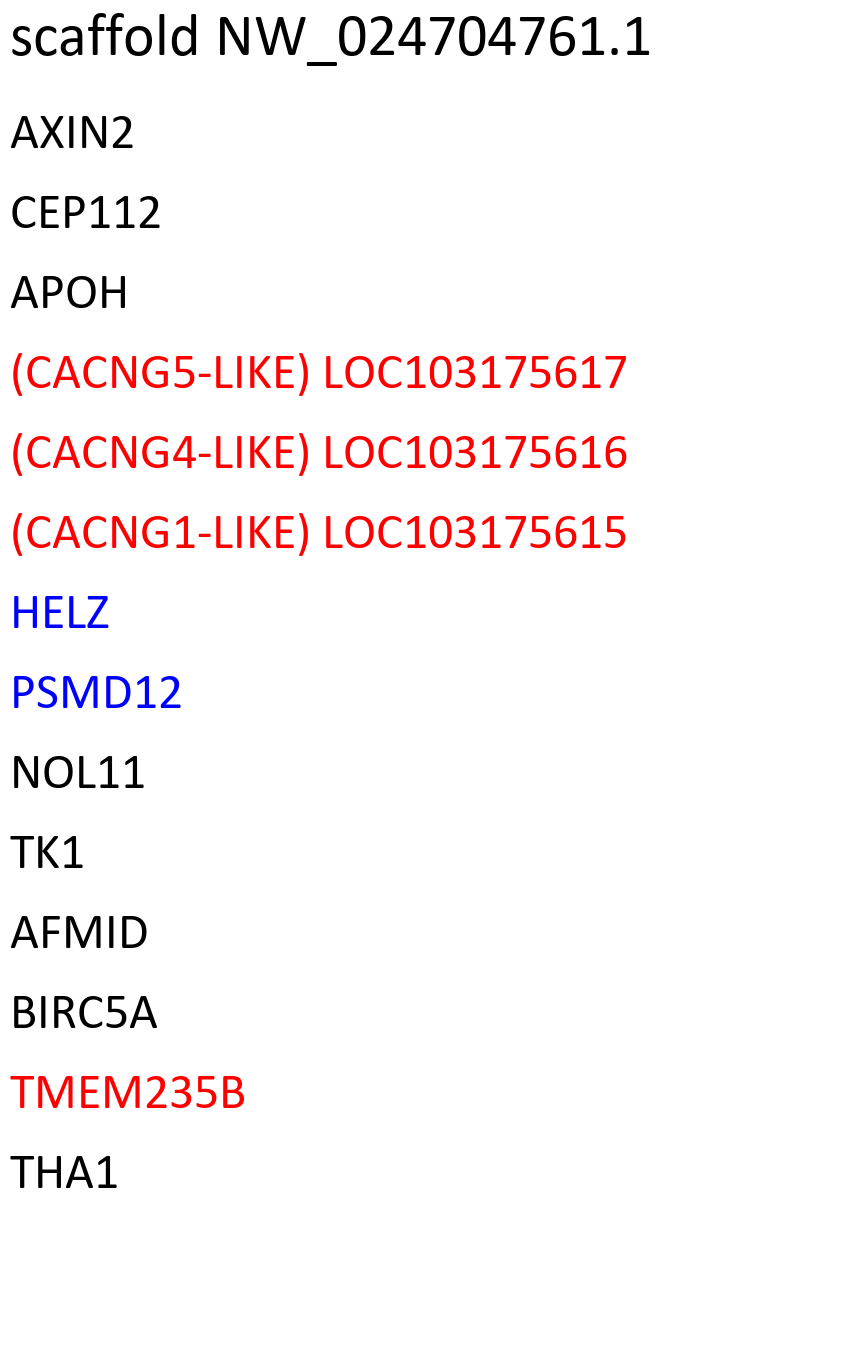 scaffold NW_024704761.1
AXIN2
CEP112
APOH
(CACNG5-LIKE) LOC103175617
(CACNG4-LIKE) LOC103175616
(CACNG1-LIKE) LOC103175615
HELZ
PSMD12
NOL11
TK1
AFMID
BIRC5A
TMEM235B
THA1